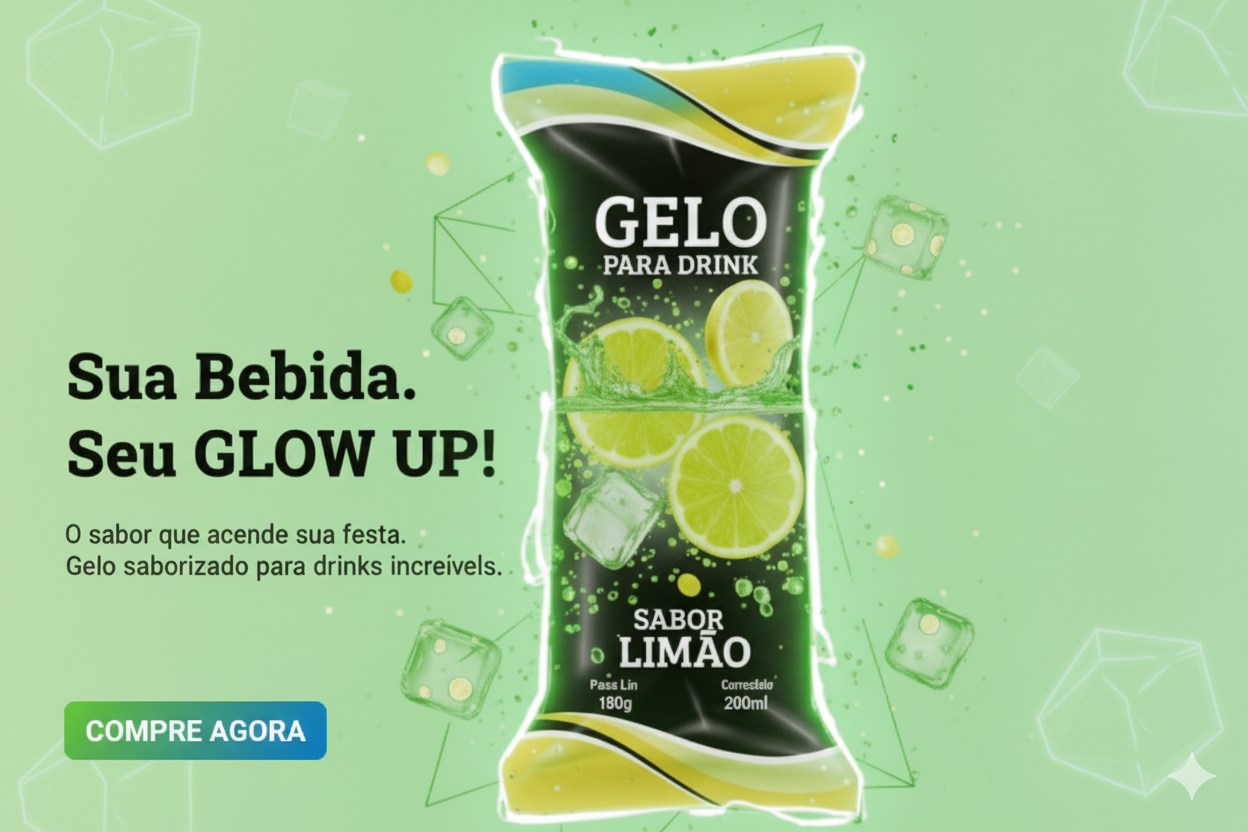 GELO
PARA DRINK
Sua Bebida.
Seu GLOW UP!
O sabor que acende sua festa.
Gelo saborizado para drinks increívels.
SABOR
LIMÃO
Pass Lin
Correstelo
180g
200ml
COMPRE AGORA